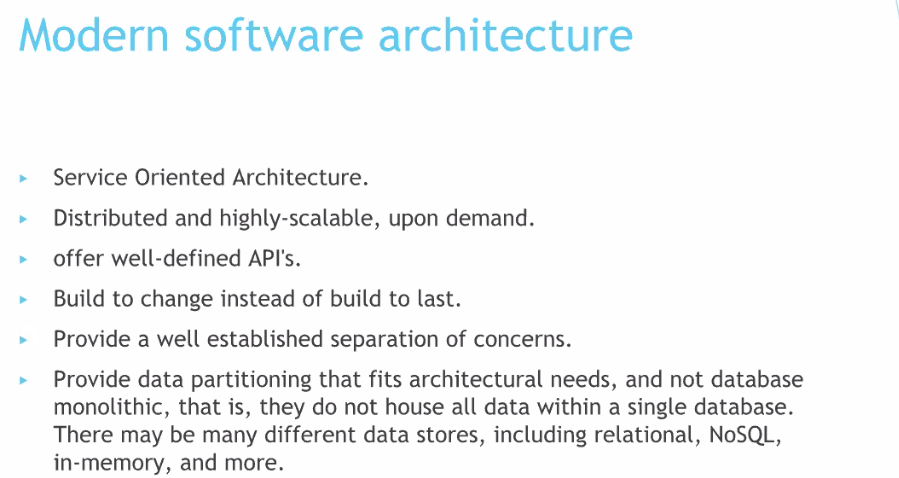 Modern software architecture
Service Oriented Architecture.
Distributed and highly-scalable, upon demand.
offer well-defined API's.
Build to change instead of build to last.
Provide a well established separation of concerns.
Provide data partitioning that fits architectural needs, and not database
monolithic, that is, they do not house all data within a single database.
There may be many different data stores, including relational, NoSQL,
in-memory, and more.